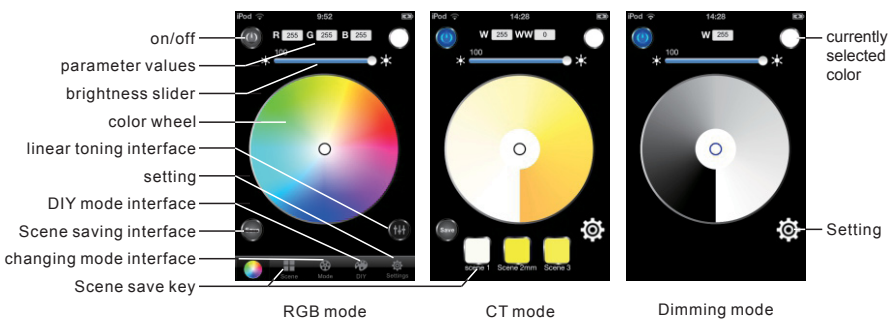 iPod 9:52
R 255 G 255 B 255
100
Scene Mode DIY Settings
iPod 14:28
W 255 WW 0
100
Save
scene 1 Scene 2mm Scene 3
iPod 14:28
W 255
100
on/off
parameter values
brightness slider
color wheel
linear toning interface
setting
DIY mode interface
Scene saving interface
changing mode interface
Scene save key
currently
selected
color
Setting
RGB mode
CT mode
Dimming mode